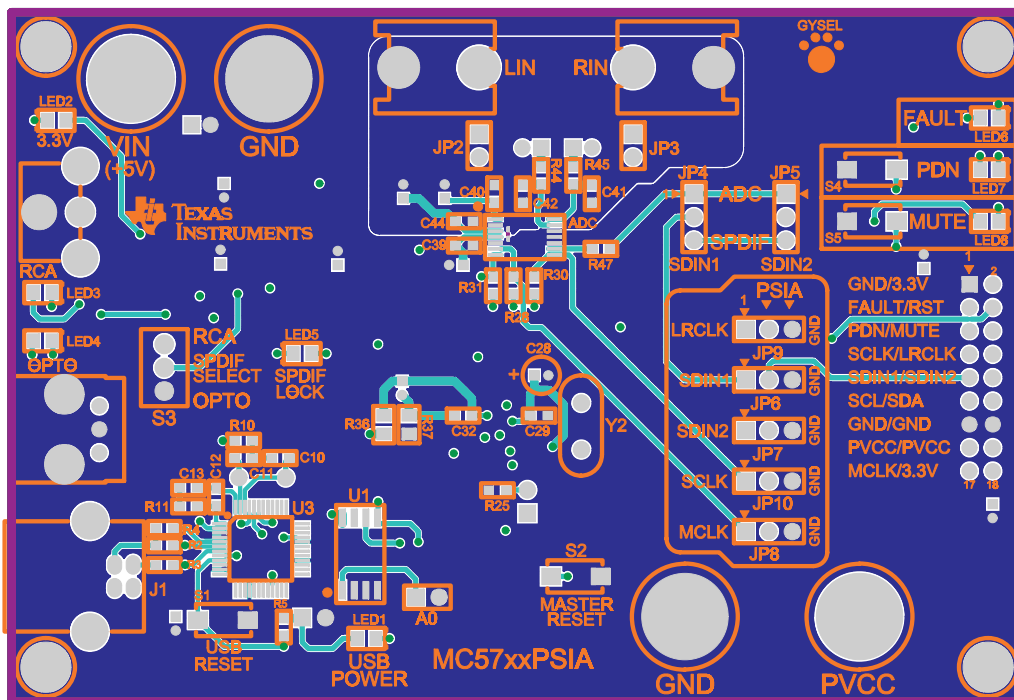 GYSEL
LIN
RIN
LED2
3.3V
VIN
(+5V)
GND
JP2
JP3
FAULT
LED6
S4
PDN
LED7
S5
MUTE
LED8
R44
R45
C40
C42
C41
C44
C39
ADC
JP4
ADC
JP5
SPDIF
SDIN1
SDIN2
TEXAS
INSTRUMENTS
R47
R31
R30
R28
RCA
LED3
LED4
OPTO
RCA
SPDIF
SELECT
OPTO
S3
LED5
SPDIF
LOCK
C28
+
R36
R37
C32
C29
Y2
PSIA
1
LRCLK
GND
JP9
SDIN1
GND
JP6
SDIN2
GND
JP7
SCLK
GND
JP10
MCLK
GND
JP8
1
2
GND/3.3V
FAULT/RST
PDN/MUTE
SCLK/LRCLK
SDIN1/SDIN2
SCL/SDA
GND/GND
PVCC/PVCC
MCLK/3.3V
17
18
R10
C13
C12
C11
C10
R11
U3
U1
R25
J1
S1
USB
RESET
R5
LED1
USB
POWER
A0
S2
MASTER
RESET
MC57xxPSIA
GND
PVCC